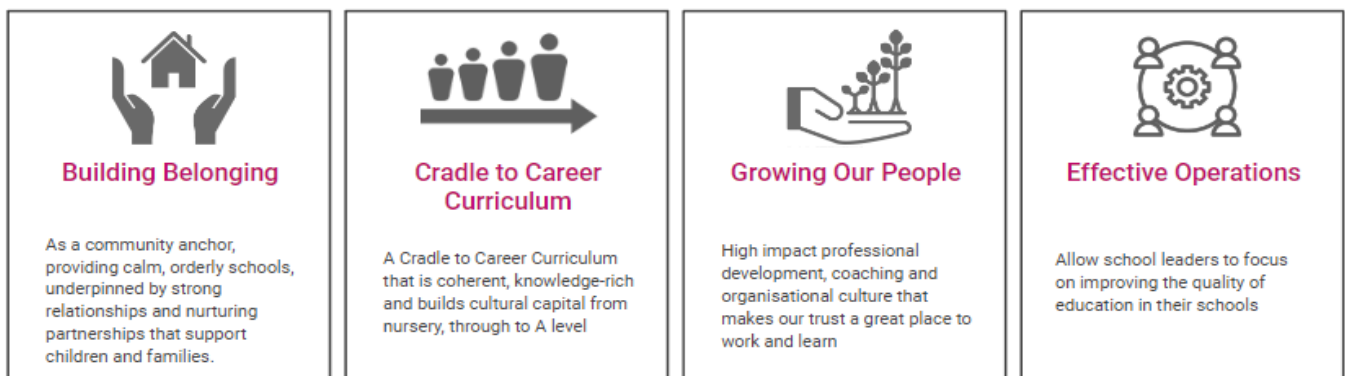 Building Belonging
As a community anchor,
providing calm, orderly schools,
underpinned by strong
relationships and nurturing
partnerships that support
children and families.
Cradle to Career
Curriculum
A Cradle to Career Curriculum
that is coherent, knowledge-rich
and builds cultural capital from
nursery, through to A level
Growing Our People
High impact professional
development, coaching and
organisational culture that
makes our trust a great place to
work and learn
Effective Operations
Allow school leaders to focus
on improving the quality of
education in their schools